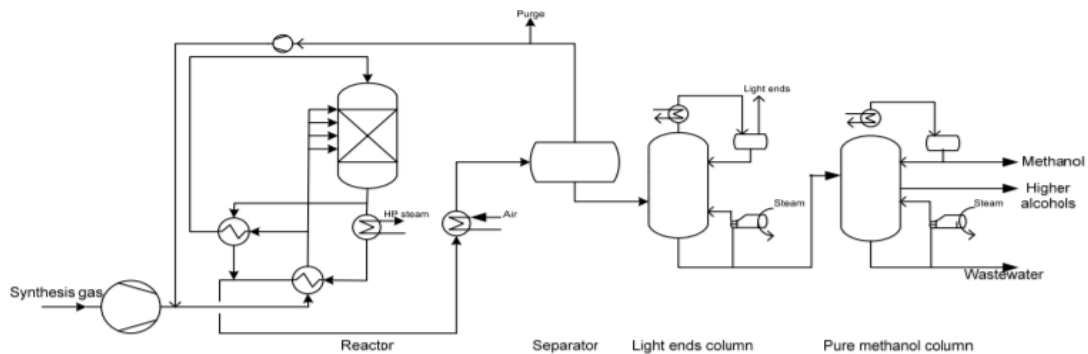 Purge
Light ends
HP steam
Air
Steam
Steam
Methanol
Higher
alcohols
Wastewater
Synthesis gas
Reactor
Separator
Light ends column
Pure methanol column